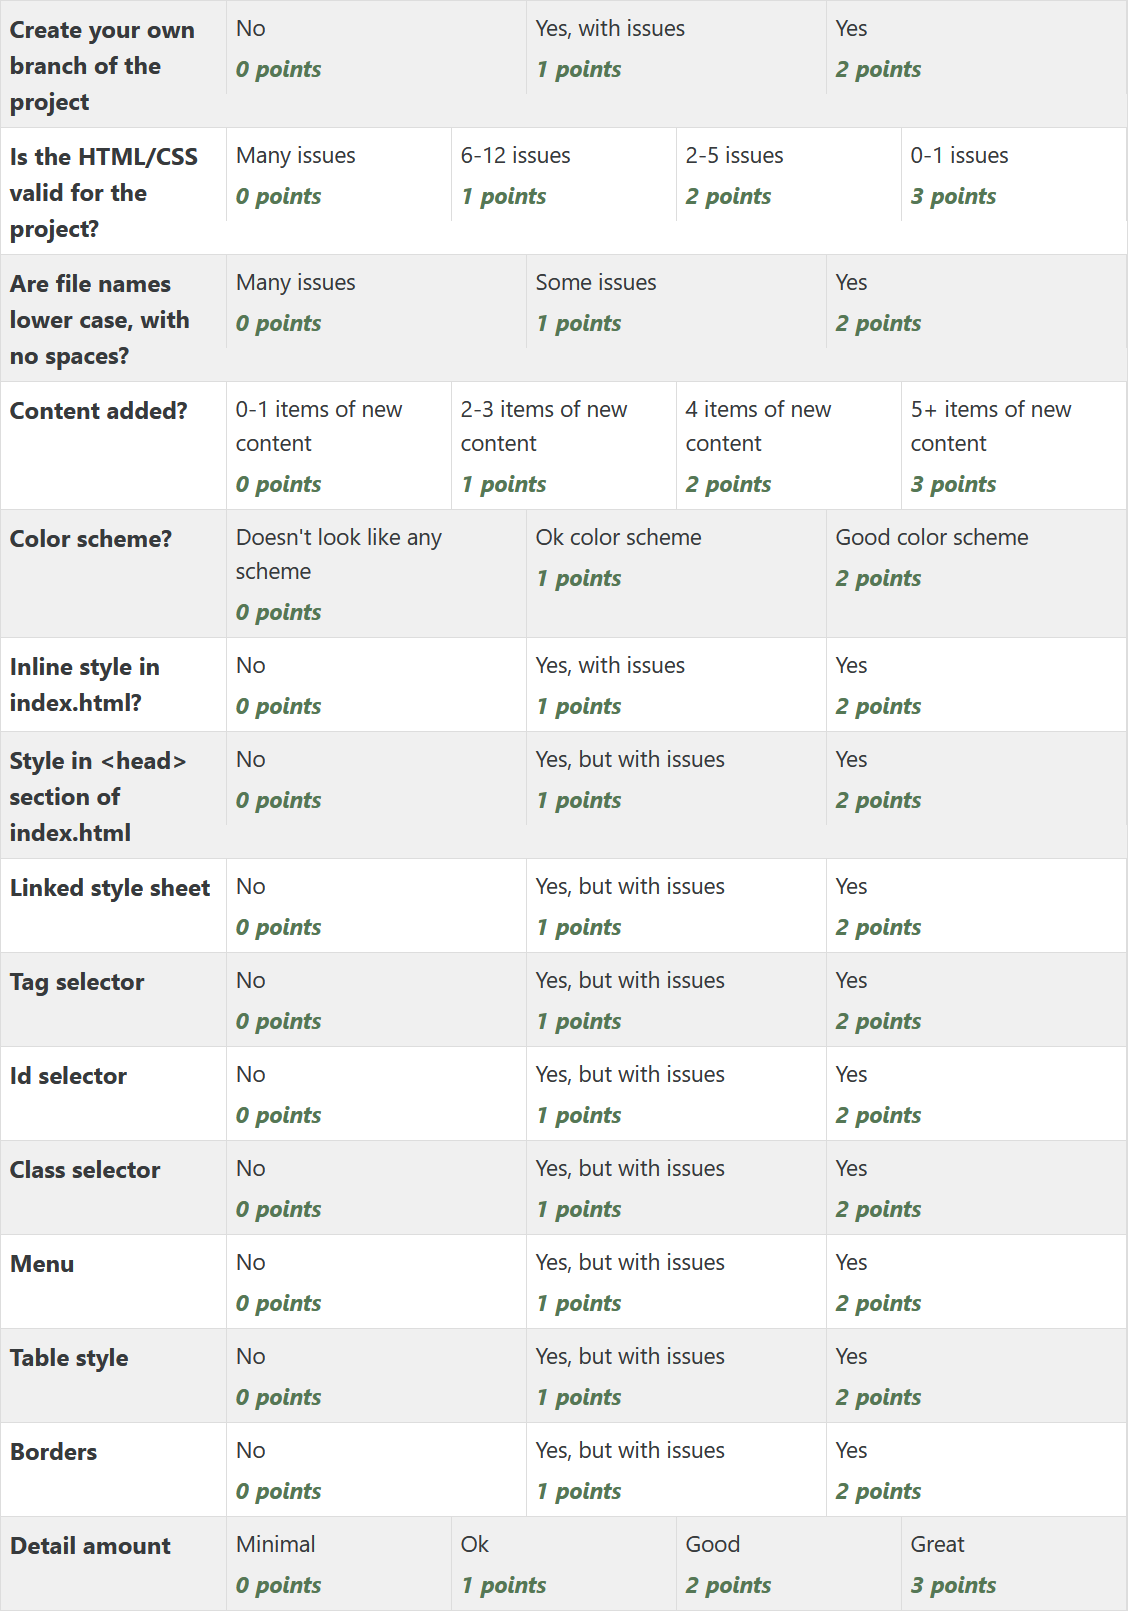 Create your own
branch of the
project
No
0 points
Yes, with issues
1 points
Yes
2 points
Is the HTML/CSS
valid for the
project?
Many issues
0 points
6-12 issues
1 points
2-5 issues
2 points
0-1 issues
3 points
Are file names
lower case, with
no spaces?
Many issues
0 points
Some issues
1 points
Yes
2 points
Content added?
0-1 items of new
content
0 points
2-3 items of new
content
1 points
4 items of new
content
2 points
5+ items of new
content
3 points
Color scheme?
Doesn't look like any
scheme
0 points
Ok color scheme
1 points
Good color scheme
2 points
Inline style in
index.html?
No
0 points
Yes, with issues
1 points
Yes
2 points
Style in <head>
section of
index.html
No
0 points
Yes, but with issues
1 points
Yes
2 points
Linked style sheet
No
0 points
Yes, but with issues
1 points
Yes
2 points
Tag selector
No
0 points
Yes, but with issues
1 points
Yes
2 points
Id selector
No
0 points
Yes, but with issues
1 points
Yes
2 points
Class selector
No
0 points
Yes, but with issues
1 points
Yes
2 points
Menu
No
0 points
Yes, but with issues
1 points
Yes
2 points
Table style
No
0 points
Yes, but with issues
1 points
Yes
2 points
Borders
No
0 points
Yes, but with issues
1 points
Yes
2 points
Detail amount
Minimal
0 points
Ok
1 points
Good
2 points
Great
3 points